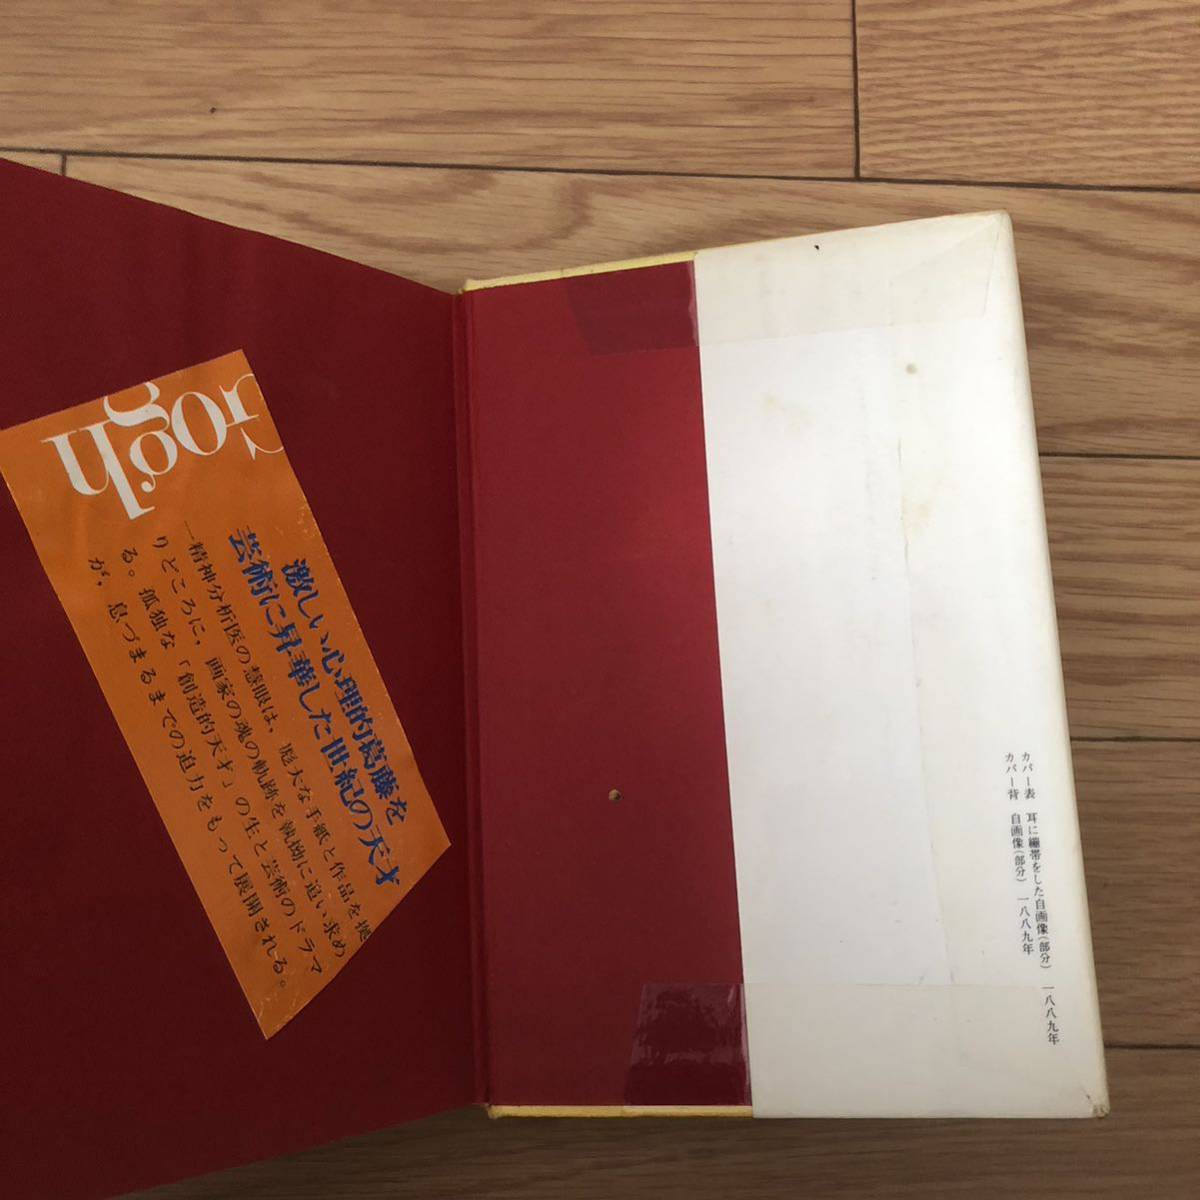 激しい心理的葛藤を
芸術に昇華した世紀の天才
一精神分析医の慧眼は，厖大な手紙と作品を拠
りどころに，画家の魂の軌跡を執拗に追い求め
る。孤独な「創造的天才」の生と芸術のドラマ
が，息づまるまでの迫力をもって展開される。
カバー表　耳に繃帯をした自画像（部分）　一八八九年
カバー背　自画像（部分）　一八八九年